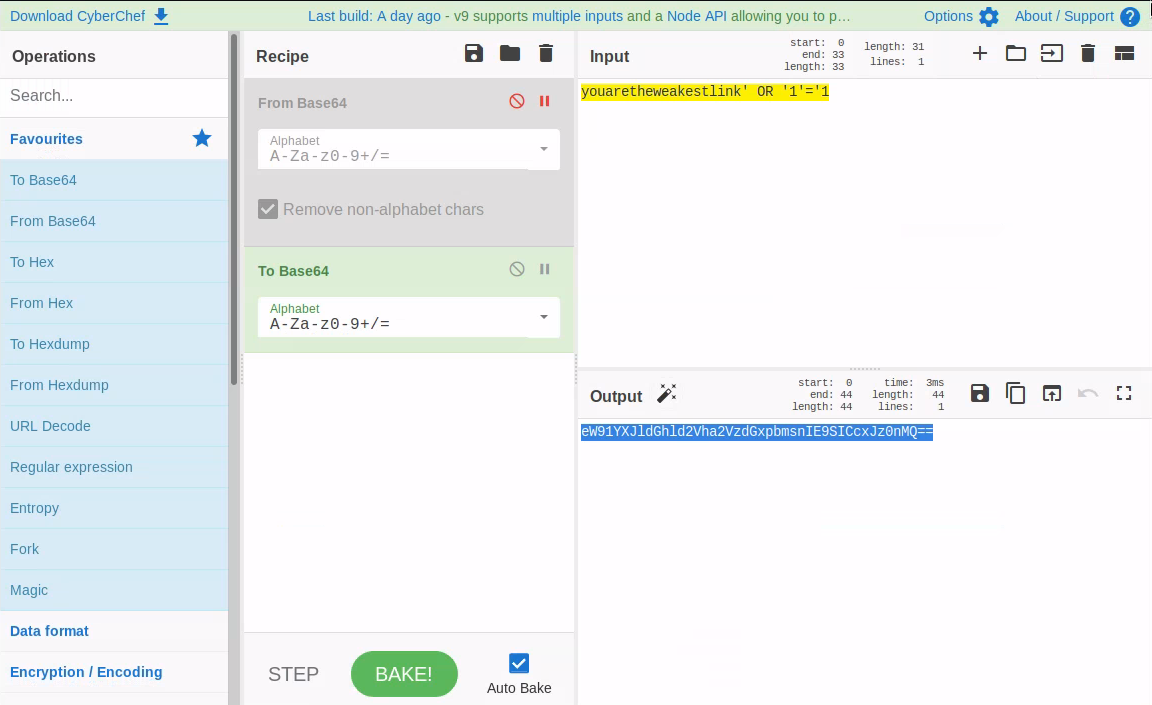 Download CyberChef
Last build: A day ago - v9 supports multiple inputs and a Node API allowing you to p…
Options
About / Support
Operations
Search...
Favourites
To Base64
From Base64
To Hex
From Hex
To Hexdump
From Hexdump
URL Decode
Regular expression
Entropy
Fork
Magic
Data format
Encryption / Encoding
Recipe
From Base64
Alphabet
A-Za-z0-9+/=
Remove non-alphabet chars
To Base64
Alphabet
A-Za-z0-9+/=
STEP
BAKE!
Auto Bake
Input
start: 0
end: 33
length: 33
length: 31
lines: 1
youaretheweakestlink' OR '1'='1
Output
start: 0
end: 44
length: 44
time: 3ms
length: 44
lines: 1
eW91YXJldGhld2Vha2VzdGxpbmsnIE9SICcxJz0nMQ==